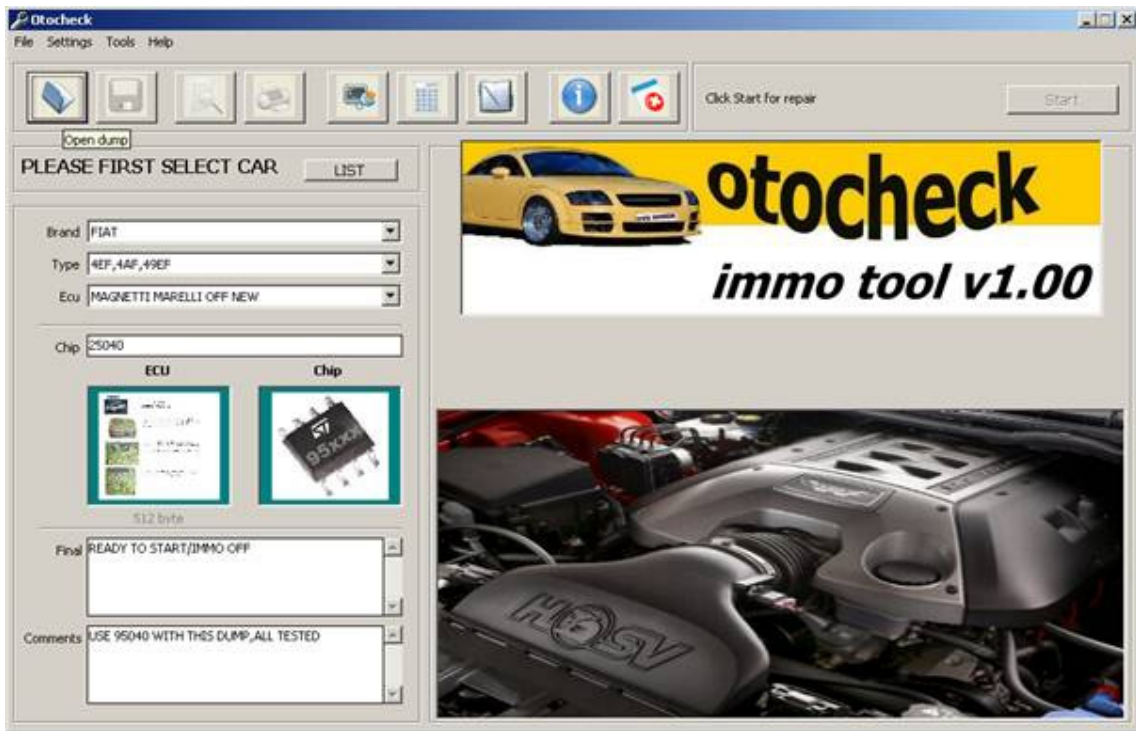 Otocheck
File Settings Tools Help
Click Start for repair
Start
Open dump
PLEASE FIRST SELECT CAR
LIST
otocheck
immo tool v1.00
Brand FIAT
Type 4EF,4AF,49EF
Ecu MAGNETTI MARELLI OFF NEW
Chip 25040
ECU Chip
95xxx
512 byte
Final READY TO START/IMMO OFF
Comments USE 95040 WITH THIS DUMP,ALL TESTED
HSV